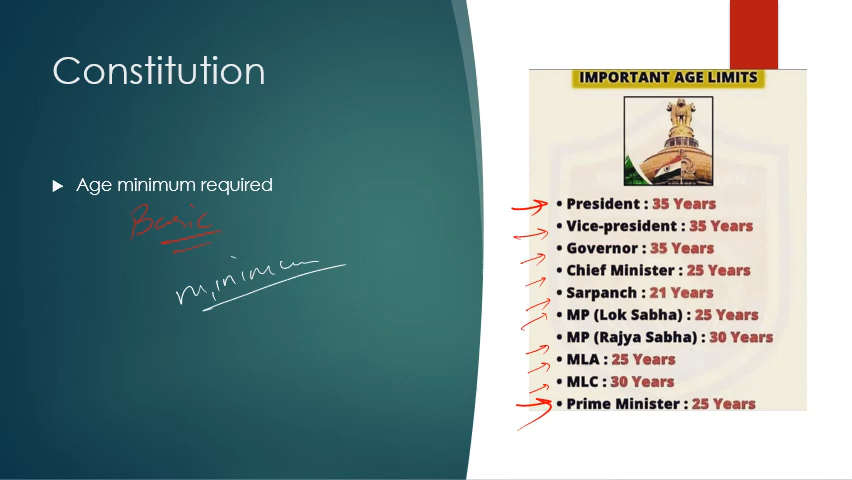 Constitution
Age minimum required
Basic
minimum
IMPORTANT AGE LIMITS
• President : 35 Years
• Vice-president : 35 Years
• Governor : 35 Years
• Chief Minister : 25 Years
• Sarpanch : 21 Years
• MP (Lok Sabha) : 25 Years
• MP (Rajya Sabha) : 30 Years
• MLA : 25 Years
• MLC : 30 Years
• Prime Minister : 25 Years